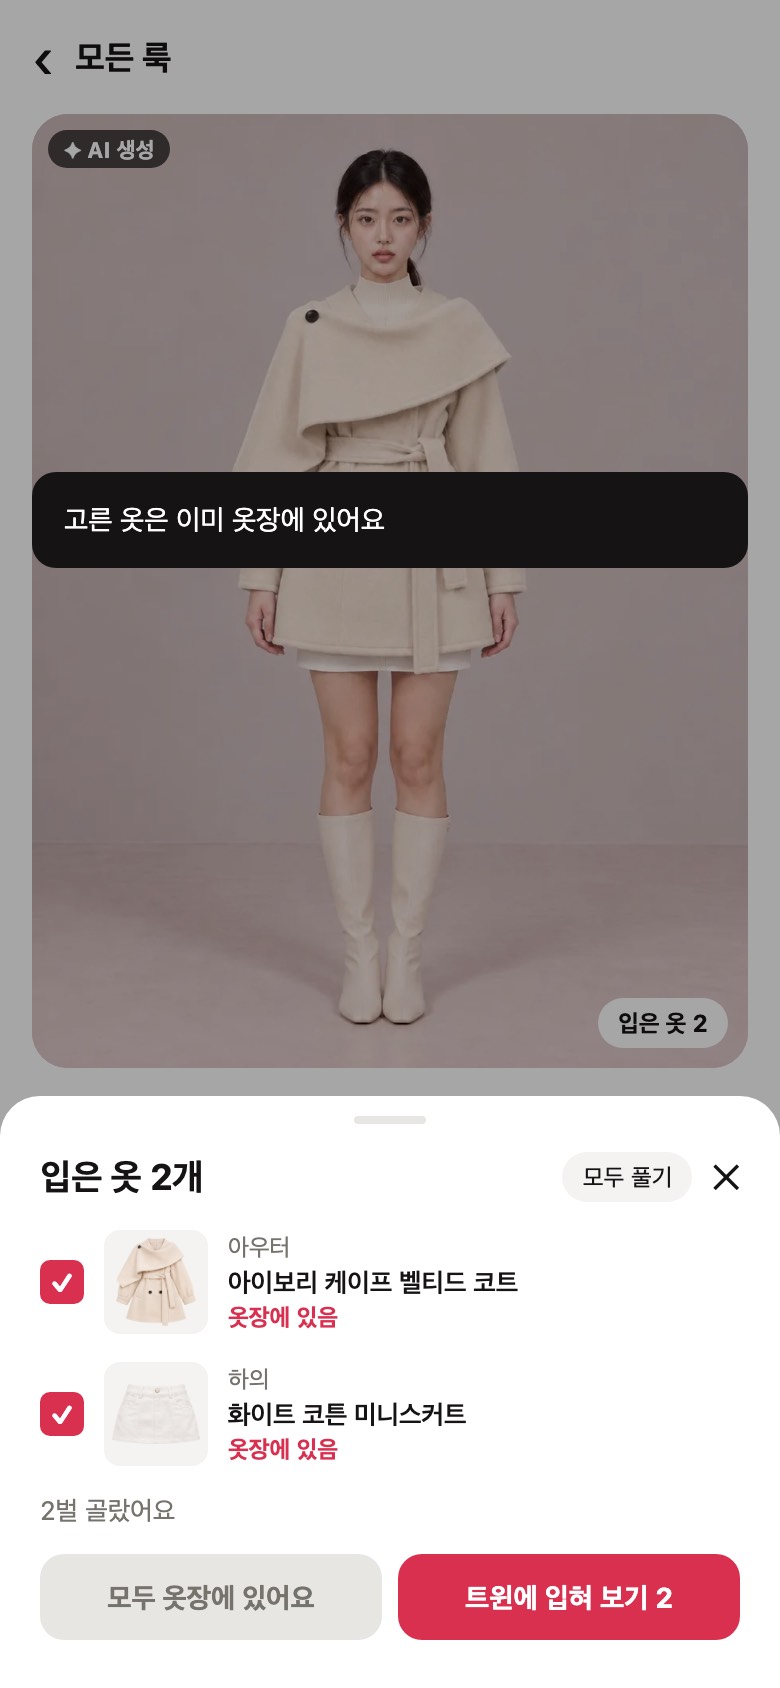 모든 룩
AI 생성
고른 옷은 이미 옷장에 있어요
입은 옷 2
입은 옷 2개
모두 풀기
아우터
아이보리 케이프 벨티드 코트
옷장에 있음
하의
화이트 코튼 미니스커트
옷장에 있음
2벌 골랐어요
모두 옷장에 있어요
트윈에 입혀 보기 2